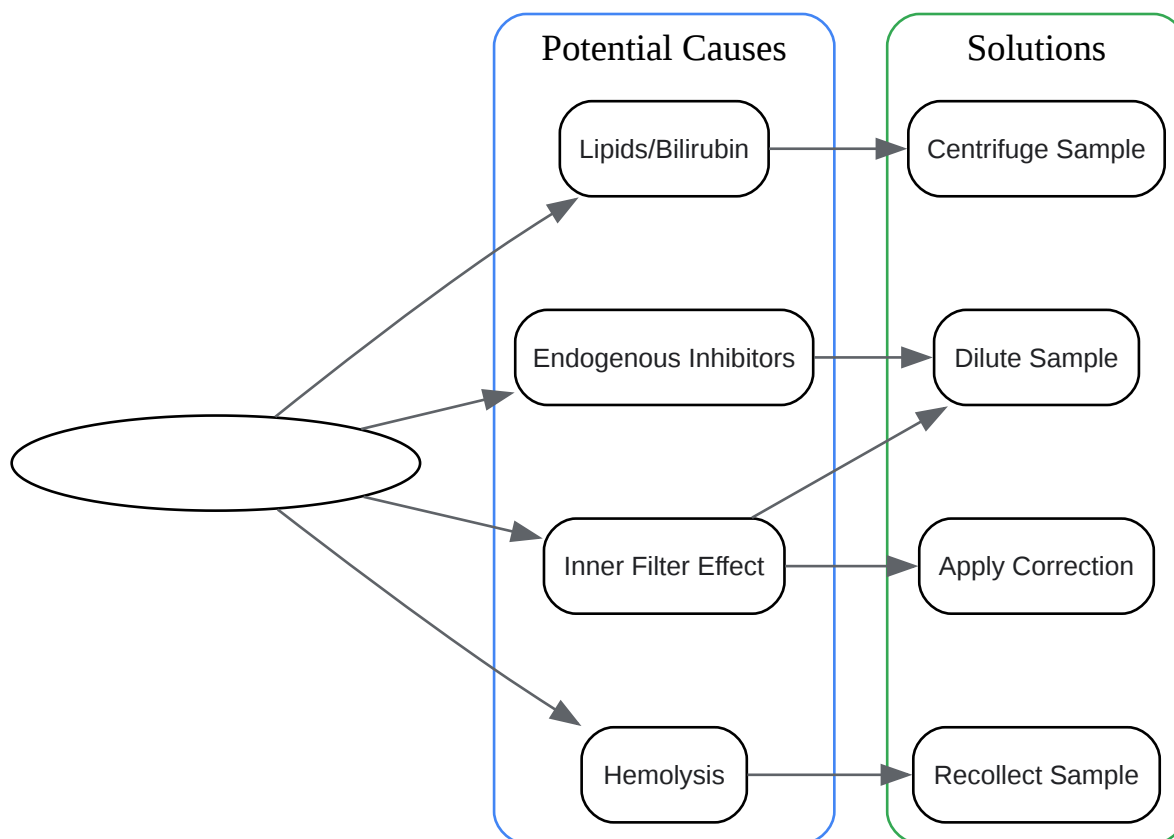 Potential Causes
Solutions
Lipids/Bilirubin
Centrifuge Sample
Endogenous Inhibitors
Dilute Sample
Inner Filter Effect
Apply Correction
Hemolysis
Recollect Sample